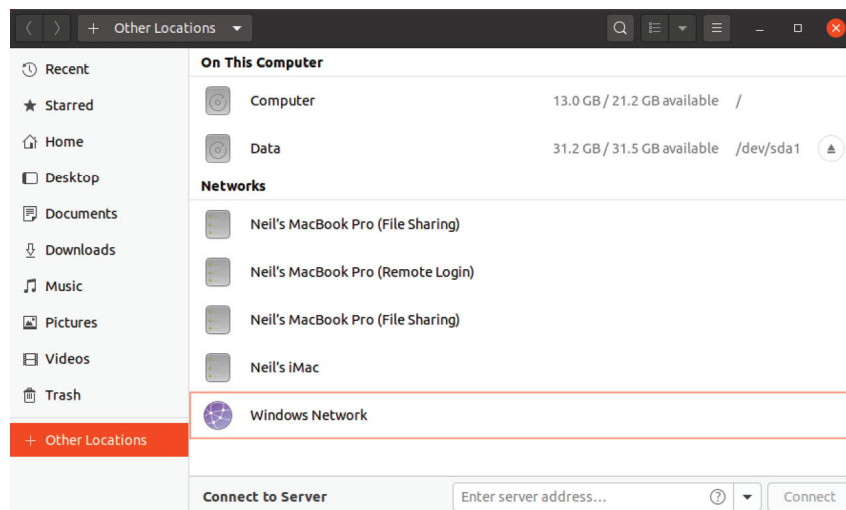 Other Locations
Recent
Starred
Home
Desktop
Documents
Downloads
Music
Pictures
Videos
Trash
Other Locations
On This Computer
Computer 13.0 GB / 21.2 GB available /
Data 31.2 GB / 31.5 GB available /dev/sda1
Networks
Neil's MacBook Pro (File Sharing)
Neil's MacBook Pro (Remote Login)
Neil's MacBook Pro (File Sharing)
Neil's iMac
Windows Network
Connect to Server Enter server address... Connect